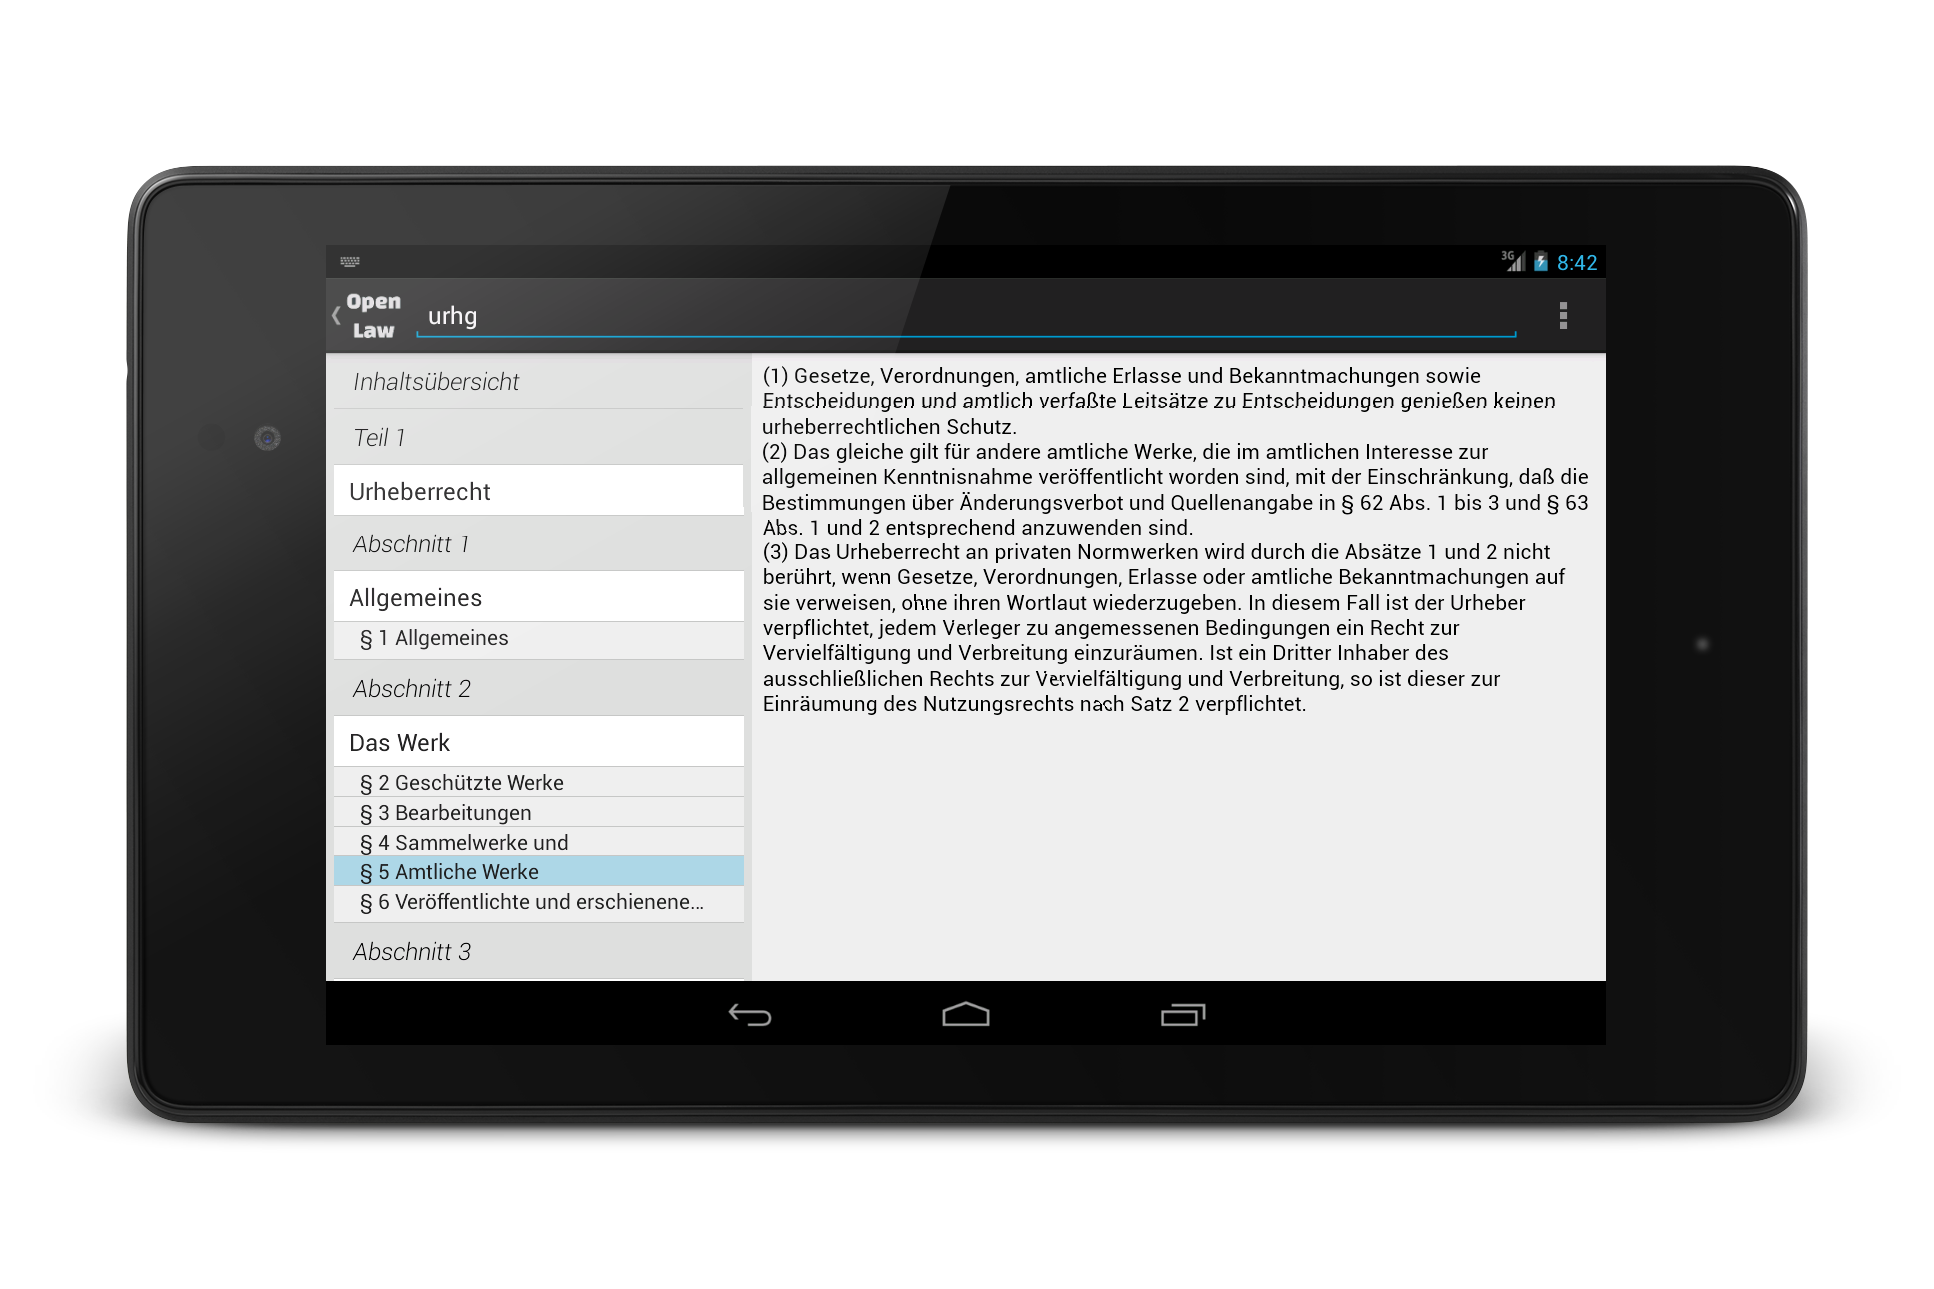 3G 8:42
Open
Law
urhg
Inhaltsübersicht
Teil 1
Urheberrecht
Abschnitt 1
Allgemeines
§ 1 Allgemeines
Abschnitt 2
Das Werk
§ 2 Geschützte Werke
§ 3 Bearbeitungen
§ 4 Sammelwerke und
§ 5 Amtliche Werke
§ 6 Veröffentlichte und erschienene...
Abschnitt 3
(1) Gesetze, Verordnungen, amtliche Erlasse und Bekanntmachungen sowie
Entscheidungen und amtlich verfaßte Leitsätze zu Entscheidungen genießen keinen
urheberrechtlichen Schutz.
(2) Das gleiche gilt für andere amtliche Werke, die im amtlichen Interesse zur
allgemeinen Kenntnisnahme veröffentlicht worden sind, mit der Einschränkung, daß die
Bestimmungen über Änderungsverbot und Quellenangabe in § 62 Abs. 1 bis 3 und § 63
Abs. 1 und 2 entsprechend anzuwenden sind.
(3) Das Urheberrecht an privaten Normwerken wird durch die Absätze 1 und 2 nicht
berührt, wenn Gesetze, Verordnungen, Erlasse oder amtliche Bekanntmachungen auf
sie verweisen, ohne ihren Wortlaut wiederzugeben. In diesem Fall ist der Urheber
verpflichtet, jedem Verleger zu angemessenen Bedingungen ein Recht zur
Vervielfältigung und Verbreitung einzuräumen. Ist ein Dritter Inhaber des
ausschließlichen Rechts zur Vervielfältigung und Verbreitung, so ist dieser zur
Einräumung des Nutzungsrechts nach Satz 2 verpflichtet.